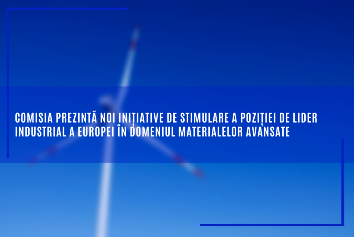 COMISIA PREZINTĂ NOI INIȚIATIVE DE STIMULARE A POZIȚIEI DE LIDER
INDUSTRIAL A EUROPEI ÎN DOMENIUL MATERIALELOR AVANSATE